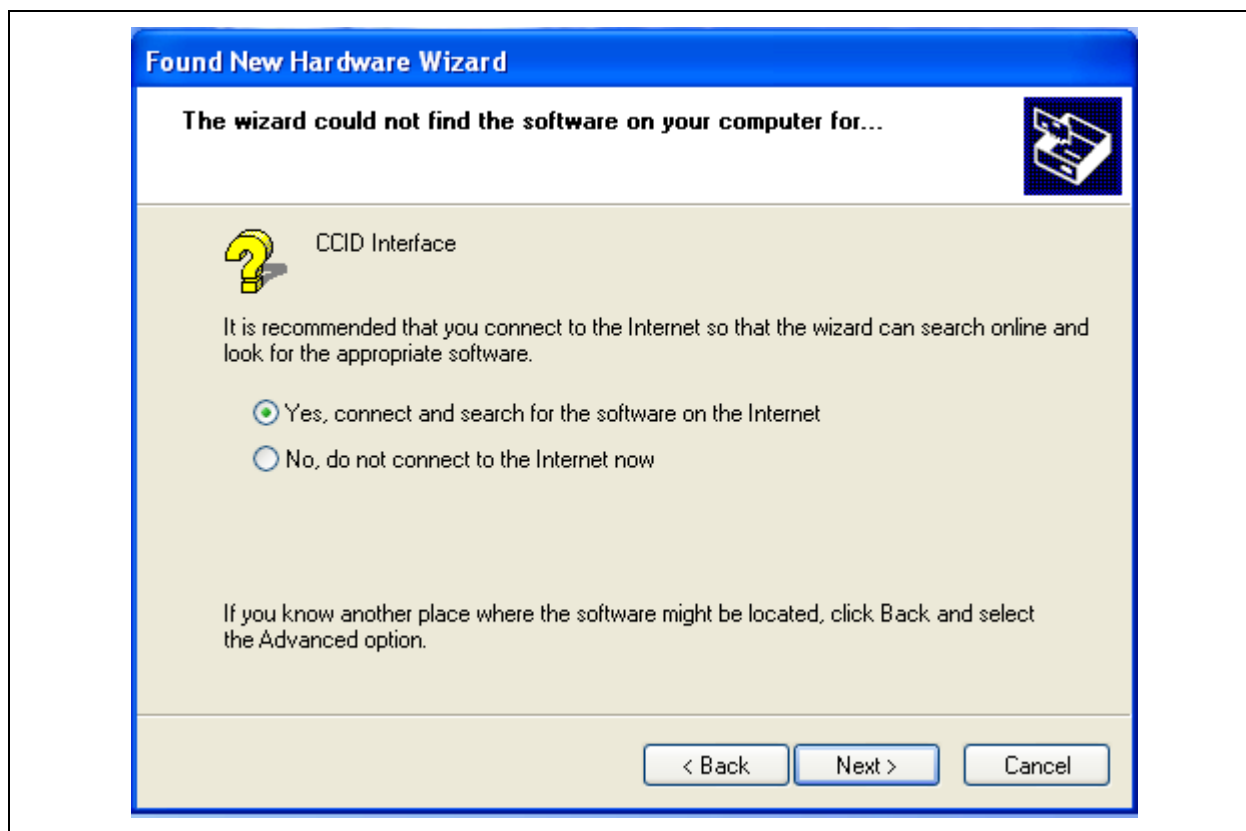 Found New Hardware Wizard
The wizard could not find the software on your computer for...
CCID Interface
It is recommended that you connect to the Internet so that the wizard can search online and
look for the appropriate software.
Yes, connect and search for the software on the Internet
No, do not connect to the Internet now
If you know another place where the software might be located, click Back and select
the Advanced option.
< Back Next > Cancel